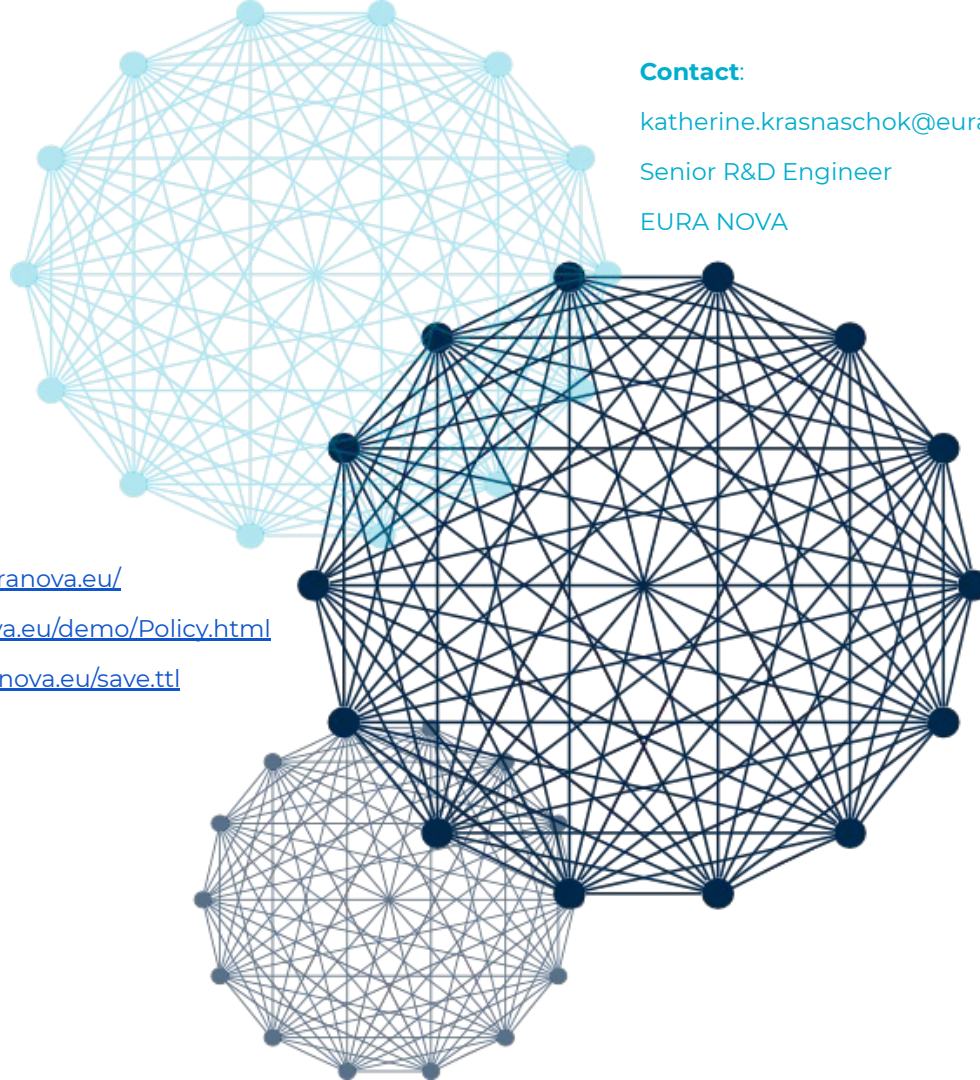 Contact:
katherine.krasnaschok@eura
Senior R&D Engineer
EURA NOVA
ranova.eu/
va.eu/demo/Policy.html
nova.eu/save.ttl